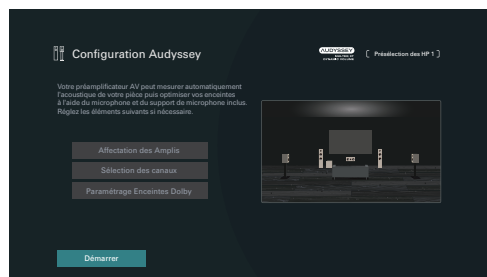 Configuration Audyssey
AUDYSSEY
[ Présélection des HP 1 ]
Votre préamplificateur AV peut mesurer automatiquement
l'acoustique de votre pièce puis optimiser vos enceintes
à l'aide du microphone et du support de microphone inclus.
Réglez les éléments suivants si nécessaire.
Affectation des Amplis
Sélection des canaux
Paramétrage Enceintes Dolby
Démarrer